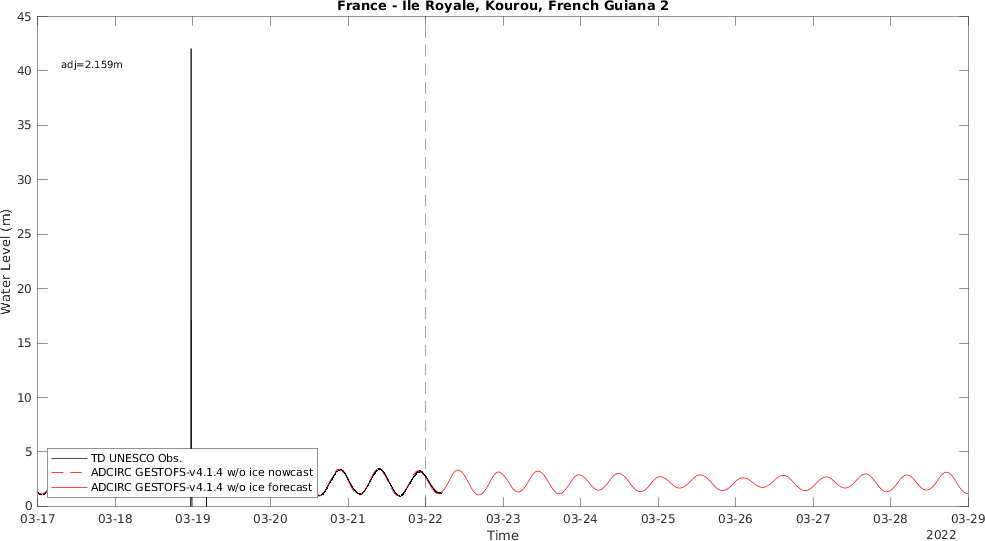 France - Ile Royale, Kourou, French Guiana 2
45
40
35
30
25
20
15
10
5
0
Water Level (m)
adj=2.159m
TD UNESCO Obs.
ADCIRC GESTOFS-v4.1.4 w/o ice nowcast
ADCIRC GESTOFS-v4.1.4 w/o ice forecast
03-17 03-18 03-19 03-20 03-21 03-22 03-23 03-24 03-25 03-26 03-27 03-28 03-29
Time
2022